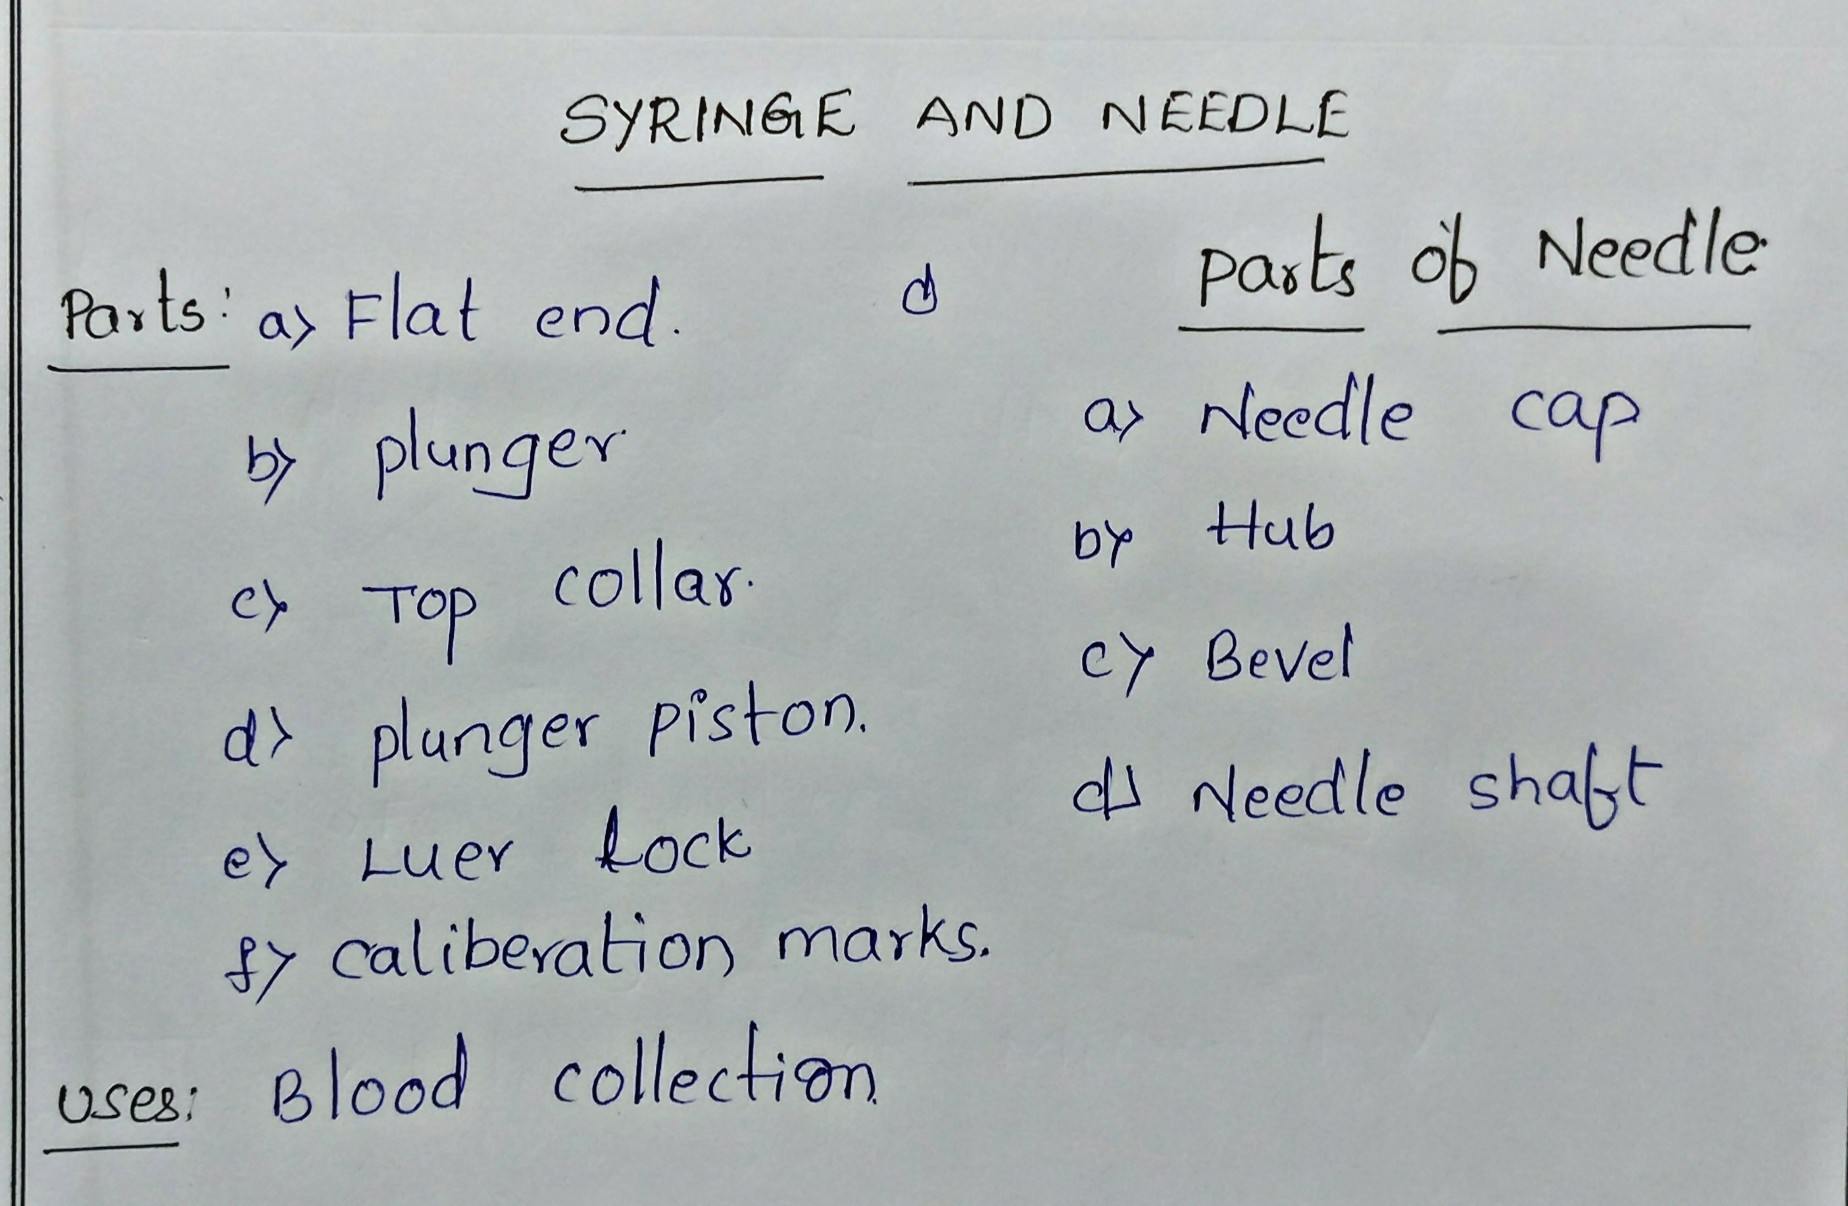 SYRINGE AND NEEDLE
Parts: a) Flat end.
b) plunger
c) Top collar.
d) plunger piston.
e) Luer Lock
f) caliberation marks.
uses: Blood collection
d
Parts of Needle
a) Needle cap
b) Hub
c) Bevel
d) Needle shaft